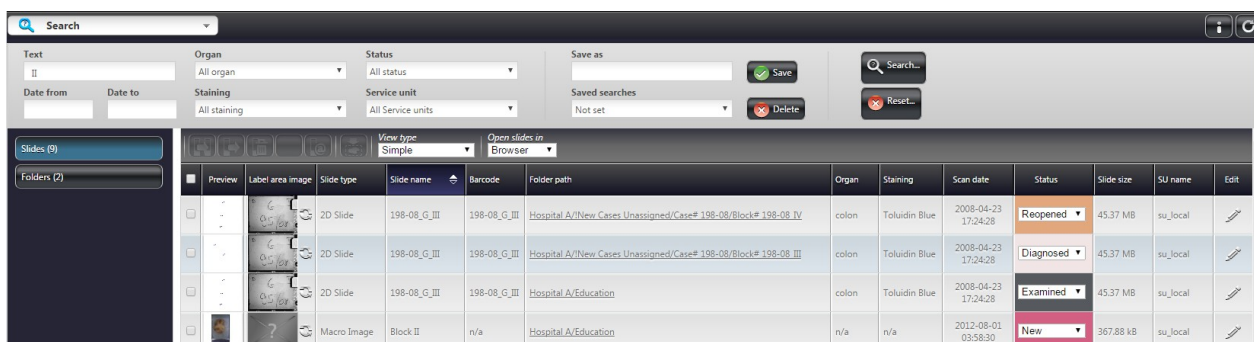 Search
Text Organ Status Save as
II All organ All status Save Search...
Date from Date to Staining Service unit Saved searches
All staining All Service units Not set Delete Reset...
Slides (9)
Folders (2)
View type Open slides in
Simple Browser
Preview Label area image Slide type Slide name Barcode Folder path Organ Staining Scan date Status Slide size SU name Edit
2D Slide 198-08_G_III 198-08_G_III Hospital A/!New Cases Unassigned/Case# 198-08/Block# 198-08 IV colon Toluidin Blue 2008-04-23 17:24:28 Reopened 45.37 MB su_local
2D Slide 198-08_G_III 198-08_G_III Hospital A/!New Cases Unassigned/Case# 198-08/Block# 198-08 III colon Toluidin Blue 2008-04-23 17:24:28 Diagnosed 45.37 MB su_local
2D Slide 198-08_G_III 198-08_G_III Hospital A/Education colon Toluidin Blue 2008-04-23 17:24:28 Examined 45.37 MB su_local
? Macro Image Block II n/a Hospital A/Education n/a n/a 2012-08-01 03:58:30 New 367.88 kB su_local